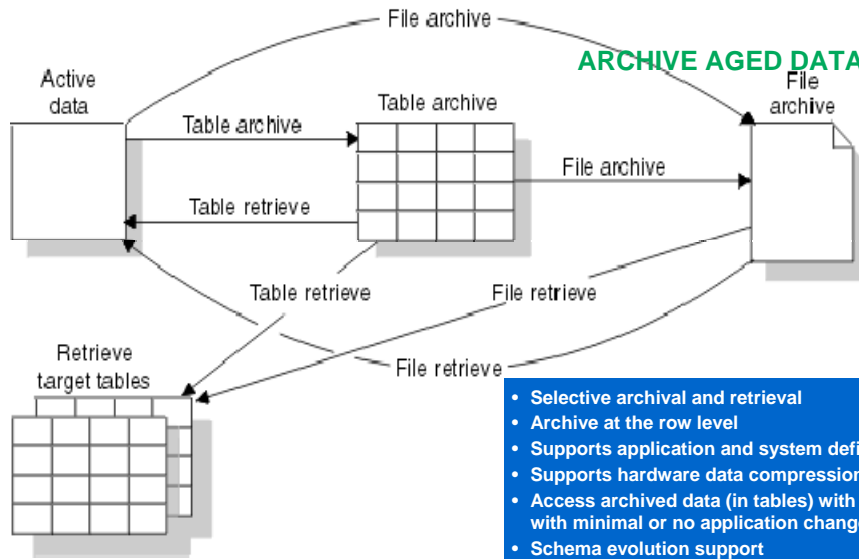 File archive
ARCHIVE AGED DATA
Active
data
Table archive
File
archive
Table archive
File archive
Table retrieve
Table retrieve
File retrieve
Retrieve
target tables
File retrieve
• Selective archival and retrieval
• Archive at the row level
• Supports application and system defi
• Supports hardware data compression
• Access archived data (in tables) with
with minimal or no application change
• Schema evolution support